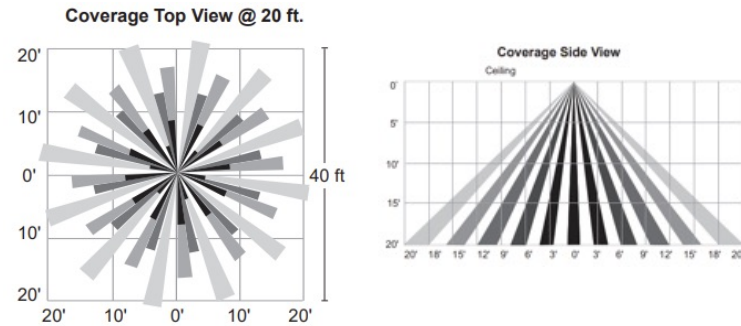 Coverage Top View @ 20 ft.
20'
10'
0'
10'
20'
20' 10' 0' 10' 20'
40 ft
Coverage Side View
Ceiling
0'
5'
10'
15'
20'
20' 18' 15' 12' 9' 6' 3' 0' 3' 6' 9' 12' 15' 18' 20'